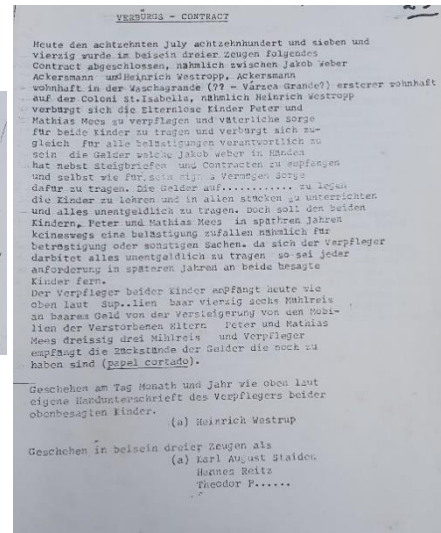 VERBÜRGS - CONTRACT
Heute den achtzehnten July achtzehnhundert und sieben und
vierzig wurde im beisein dreier Zeugen folgendes
Contract abgeschlossen, nähmlich zwischen Jakob Weber
Ackersmann und Heinrich Westropp, Ackersmann
wohnhaft in der Waschagrande (?? - Várzea Grande?) ersterer wohnhaft
auf der Coloni St.Isabella, nähmlich Heinrich Westropp
verbürgt sich die Elternlose Kinder Peter und
Mathias Mees zu verpflegen und väterliche sorge
für beide Kinder zu tragen und verbürgt sich zu-
gleich für alle belästigungen verantwortlich zu
sein die Gelder welche Jakob Weber in Händen
hat nebst Steigbriefen und Contracten zu empfangen
und selbst wie für sein eignes Vermögen Sorge
dafür zu tragen. Die Gelder auf............ zu legen
die Kinder zu lehren und in allen stücken zu unterrichten
und alles unentgeldlich zu tragen. Doch soll den beiden
Kindern, Peter und Mathias Mees in späthren Jahren
keineswegs eine belästigung zufallen nähmlich für
betröstigung oder sonstigen Sachen. da sich der Verpfleger
darbitet alles unentgeldlich zu tragen so sei jeder
anforderung in späteren Jahren an beide besagte
Kinder fern.
Der Verpfleger beider Kinder empfängt heute wie
oben laut Sup..lien baar vierzig sechs Mühlreis
an baarem Geld von der Versteigerung von den Mobi-
lien der Verstorbenen Eltern Peter und Mathias
Mees dreissig drei Mihlreis und Verpfleger
empfängt die Rückstände der Gelder die noch zu
haben sind (papel cortado).
Geschehen am Tag Monath und Jahr wie oben laut
eigene Handunterschrieft des Verpflegers beider
obenbesagten Kinder.
(a) Heinrich Westrup
Geschehen in beisein dreier Zeugen als
(a) Karl August Staiden
Hannes Reitz
Theodor P......